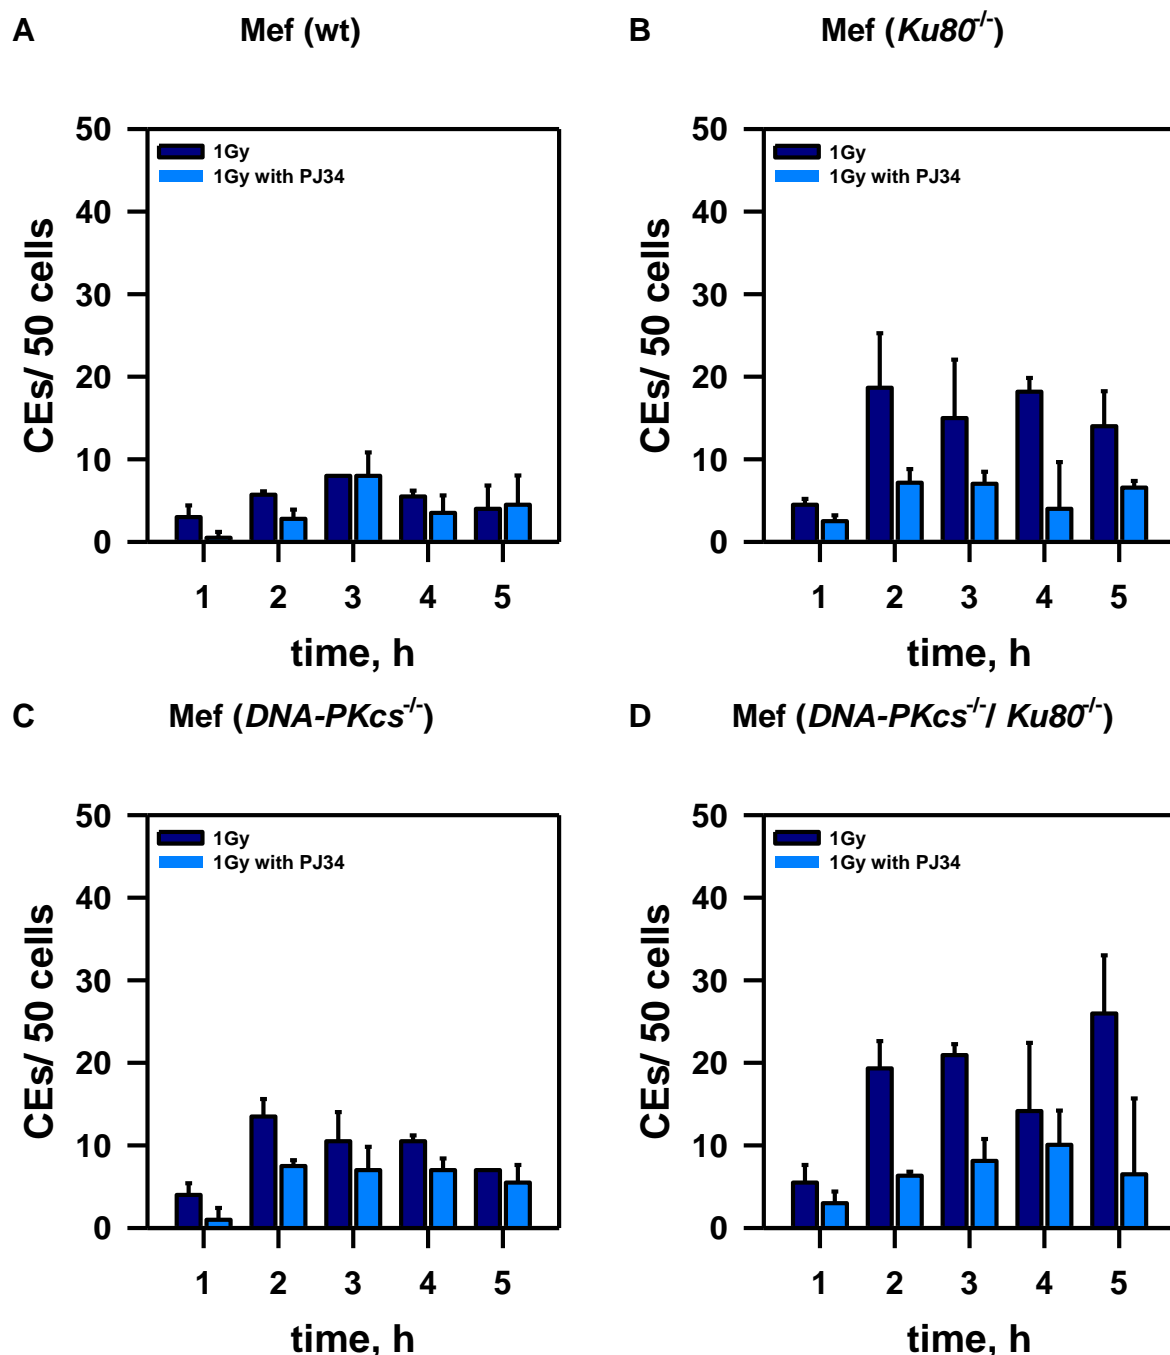 A Mef (wt)
50
40
30
20
10
0
CEs/ 50 cells
1Gy
1Gy with PJ34
1 2 3 4 5
time, h
B Mef (Ku80-/-)
50
40
30
20
10
0
CEs/ 50 cells
1Gy
1Gy with PJ34
1 2 3 4 5
time, h
C Mef (DNA-PKcs-/-)
50
40
30
20
10
0
CEs/ 50 cells
1Gy
1Gy with PJ34
1 2 3 4 5
time, h
D Mef (DNA-PKcs-/-/ Ku80-/-)
50
40
30
20
10
0
CEs/ 50 cells
1Gy
1Gy with PJ34
1 2 3 4 5
time, h